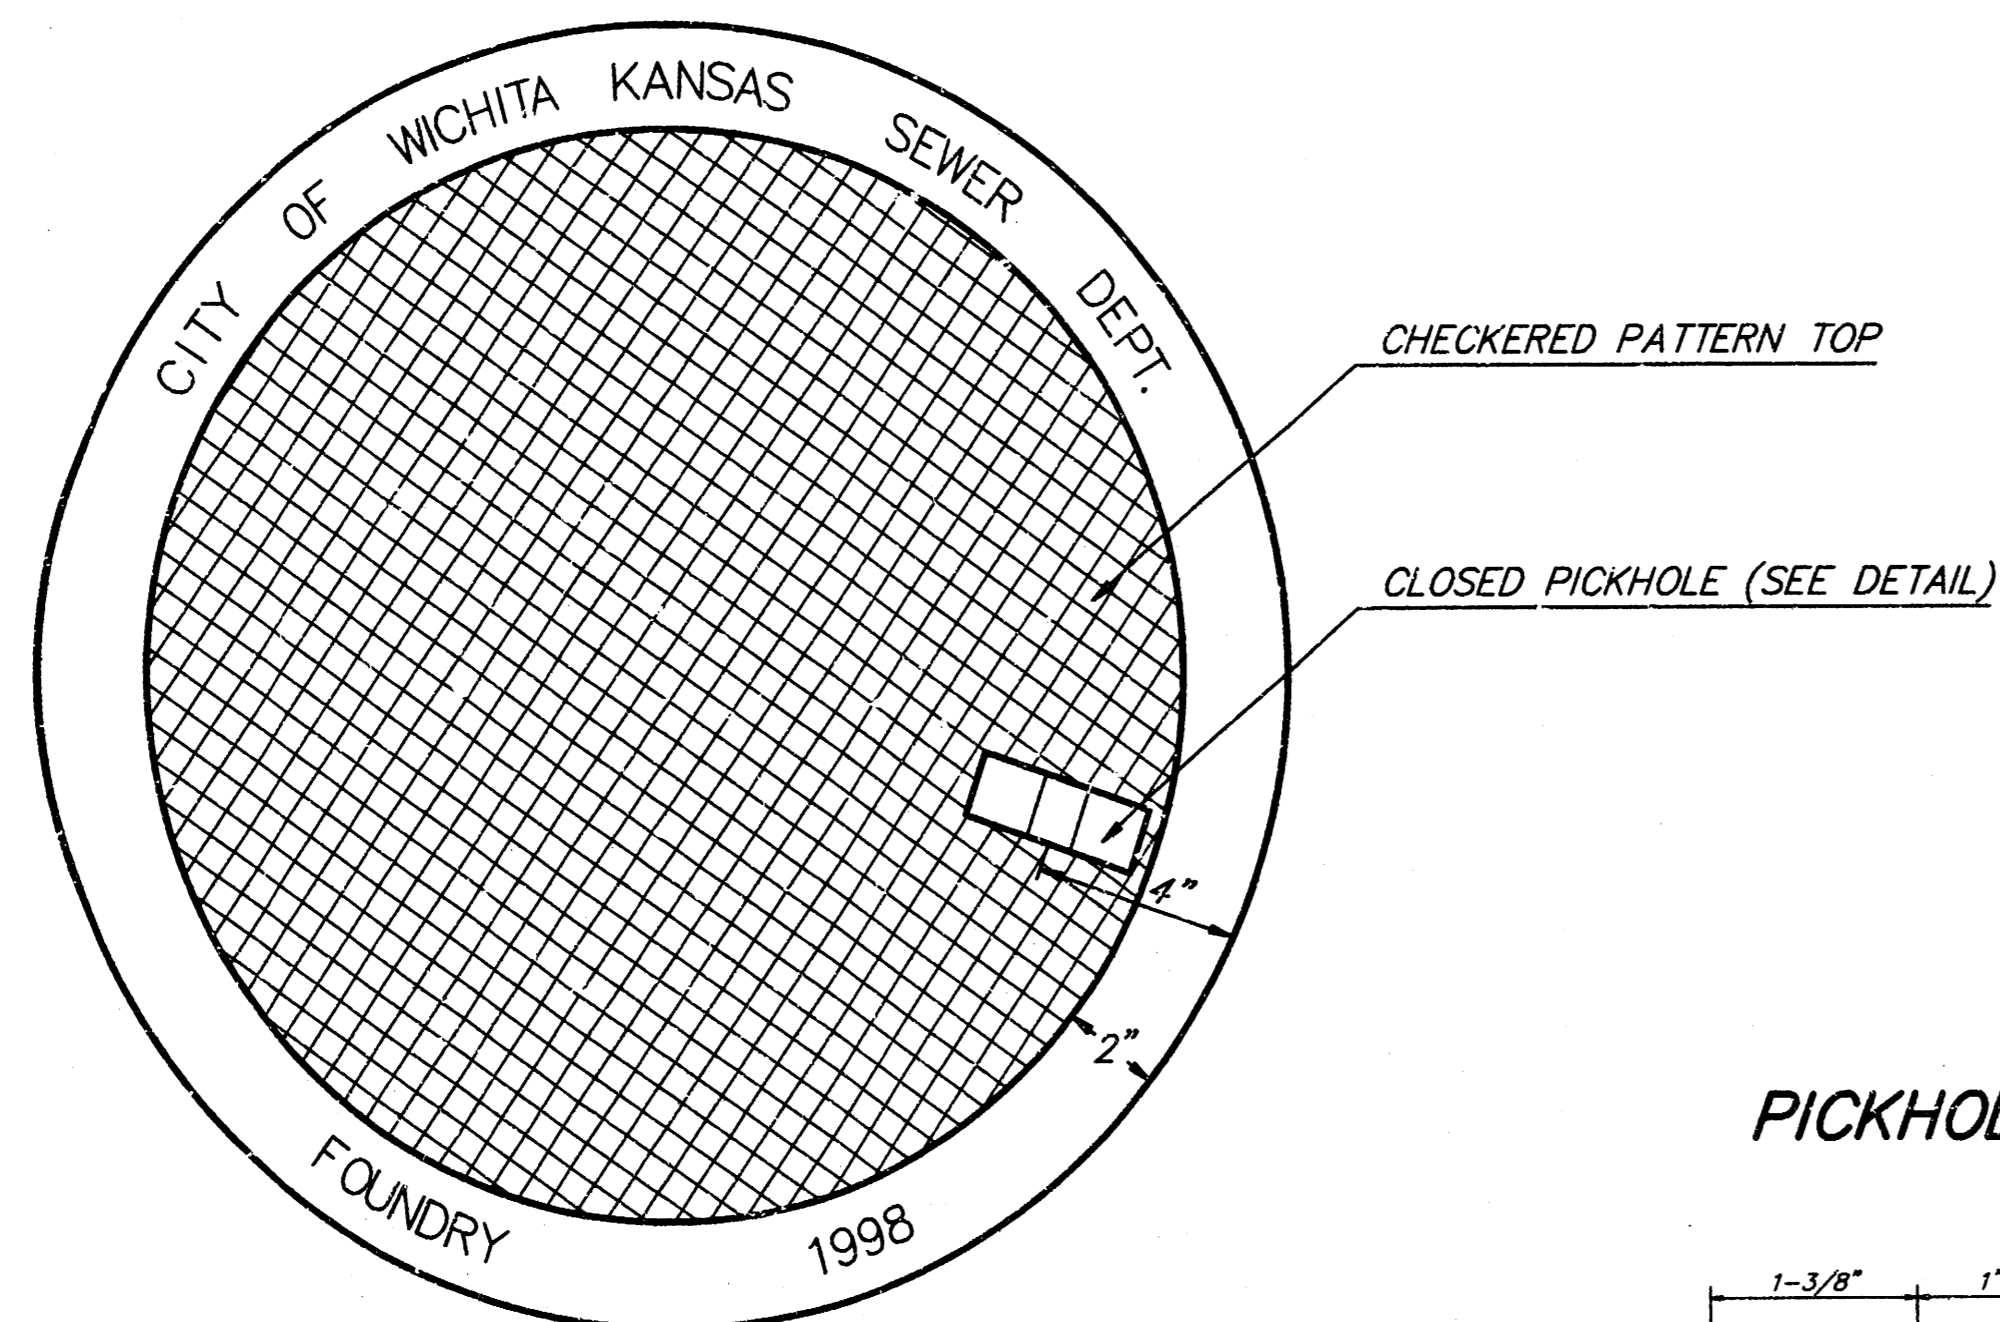 CITY OF WICHITA KANSAS SEWER DEPT.
CHECKERED PATTERN TOP
CLOSED PICKHOLE (SEE DETAIL)
4"
2"
FOUNDRY 1998
1-3/8"